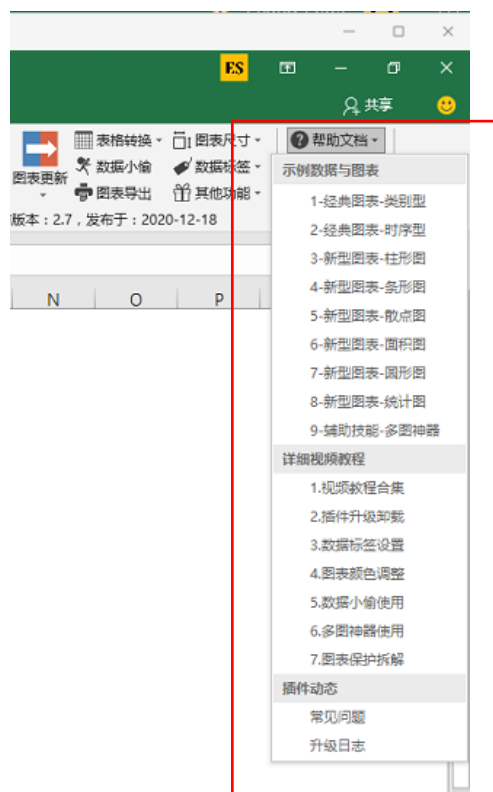 ES
共享
表格转换
图表尺寸
帮助文档
数据小偷
数据标签
图表更新
图表导出
其他功能
版本：2.7，发布于：2020-12-18
N O P
示例数据与图表
1-经典图表-类别型
2-经典图表-时序型
3-新型图表-柱形图
4-新型图表-条形图
5-新型图表-散点图
6-新型图表-面积图
7-新型图表-圆形图
8-新型图表-统计图
9-辅助技能-多图神器
详细视频教程
1.视频教程合集
2.插件升级卸载
3.数据标签设置
4.图表颜色调整
5.数据小偷使用
6.多图神器使用
7.图表保护拆解
插件动态
常见问题
升级日志